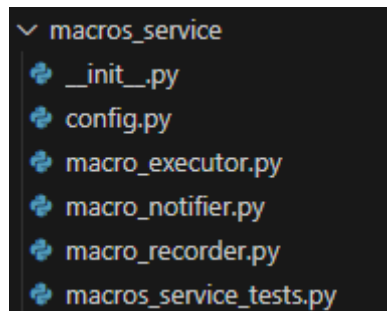 macros_service
__init__.py
config.py
macro_executor.py
macro_notifier.py
macro_recorder.py
macros_service_tests.py